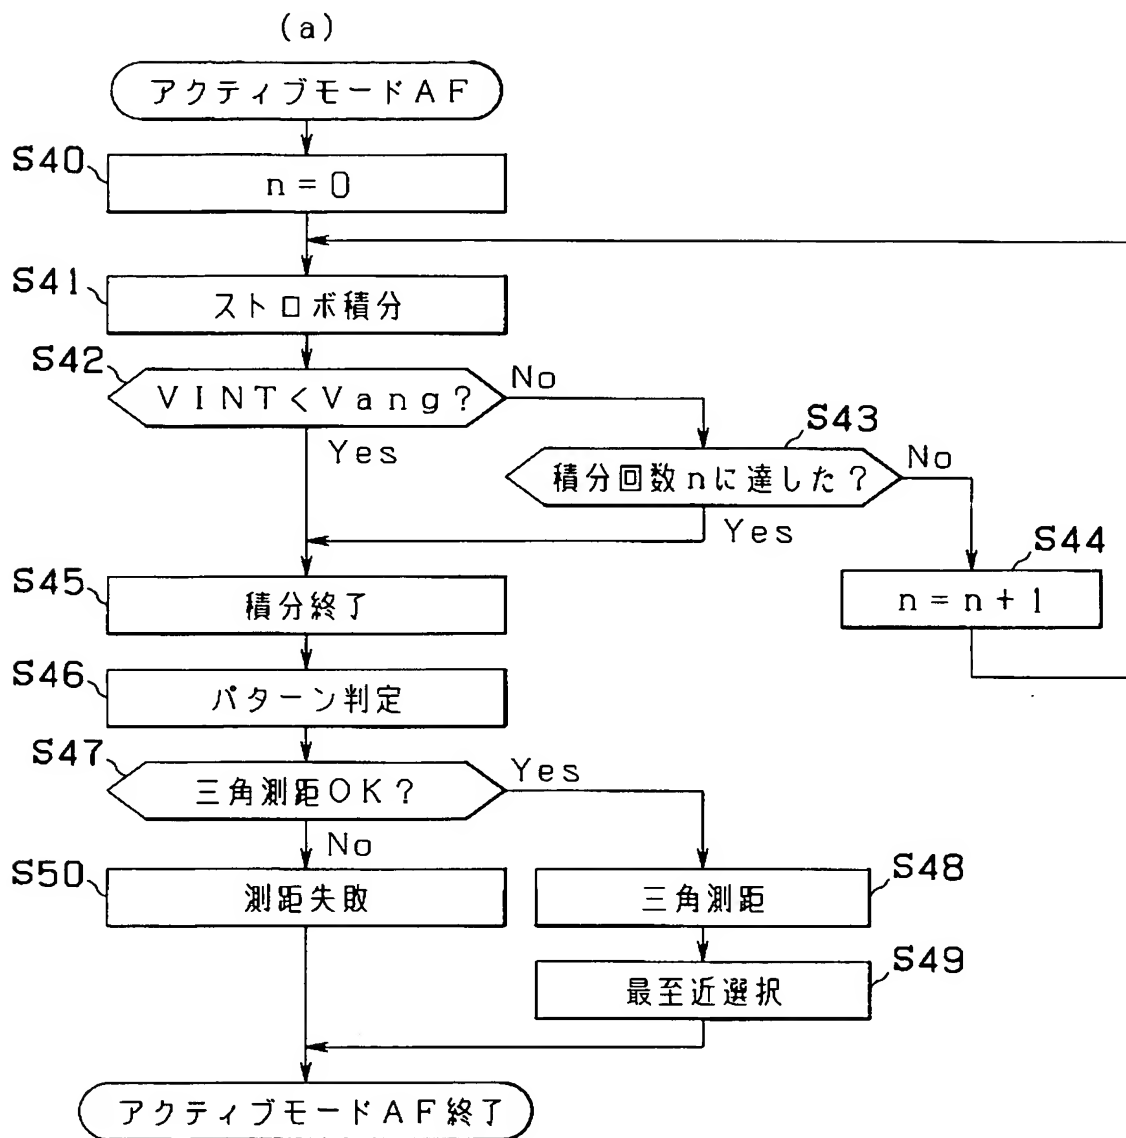 (a)
アクティブモードAF
S40
n=0
S41
ストロボ積分
S42
VINT<Vang?
No
Yes
S43
積分回数nに達した?
No
Yes
S44
n=n+1
S45
積分終了
S46
パターン判定
S47
三角測距OK?
Yes
No
S50
測距失敗
S48
三角測距
S49
最至近選択
アクティブモードAF終了